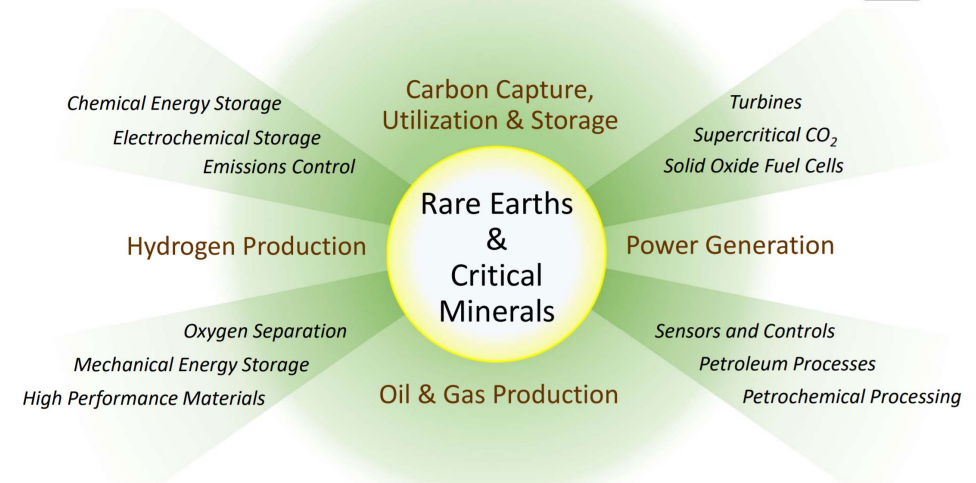 Carbon Capture,
Utilization & Storage
Chemical Energy Storage
Electrochemical Storage
Emissions Control
Turbines
Supercritical CO₂
Solid Oxide Fuel Cells
Rare Earths
&
Critical
Minerals
Hydrogen Production
Power Generation
Oxygen Separation
Mechanical Energy Storage
High Performance Materials
Sensors and Controls
Petroleum Processes
Petrochemical Processing
Oil & Gas Production